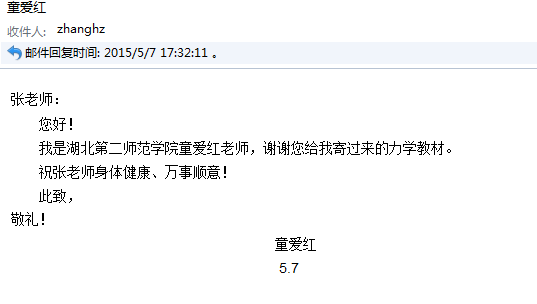 童爱红
收件人: zhanghz
邮件回复时间: 2015/5/7 17:32:11 。
张老师：
您好！
我是湖北第二师范学院童爱红老师，谢谢您给我寄过来的力学教材。
祝张老师身体健康、万事顺意！
此致，
敬礼！
童爱红
5.7